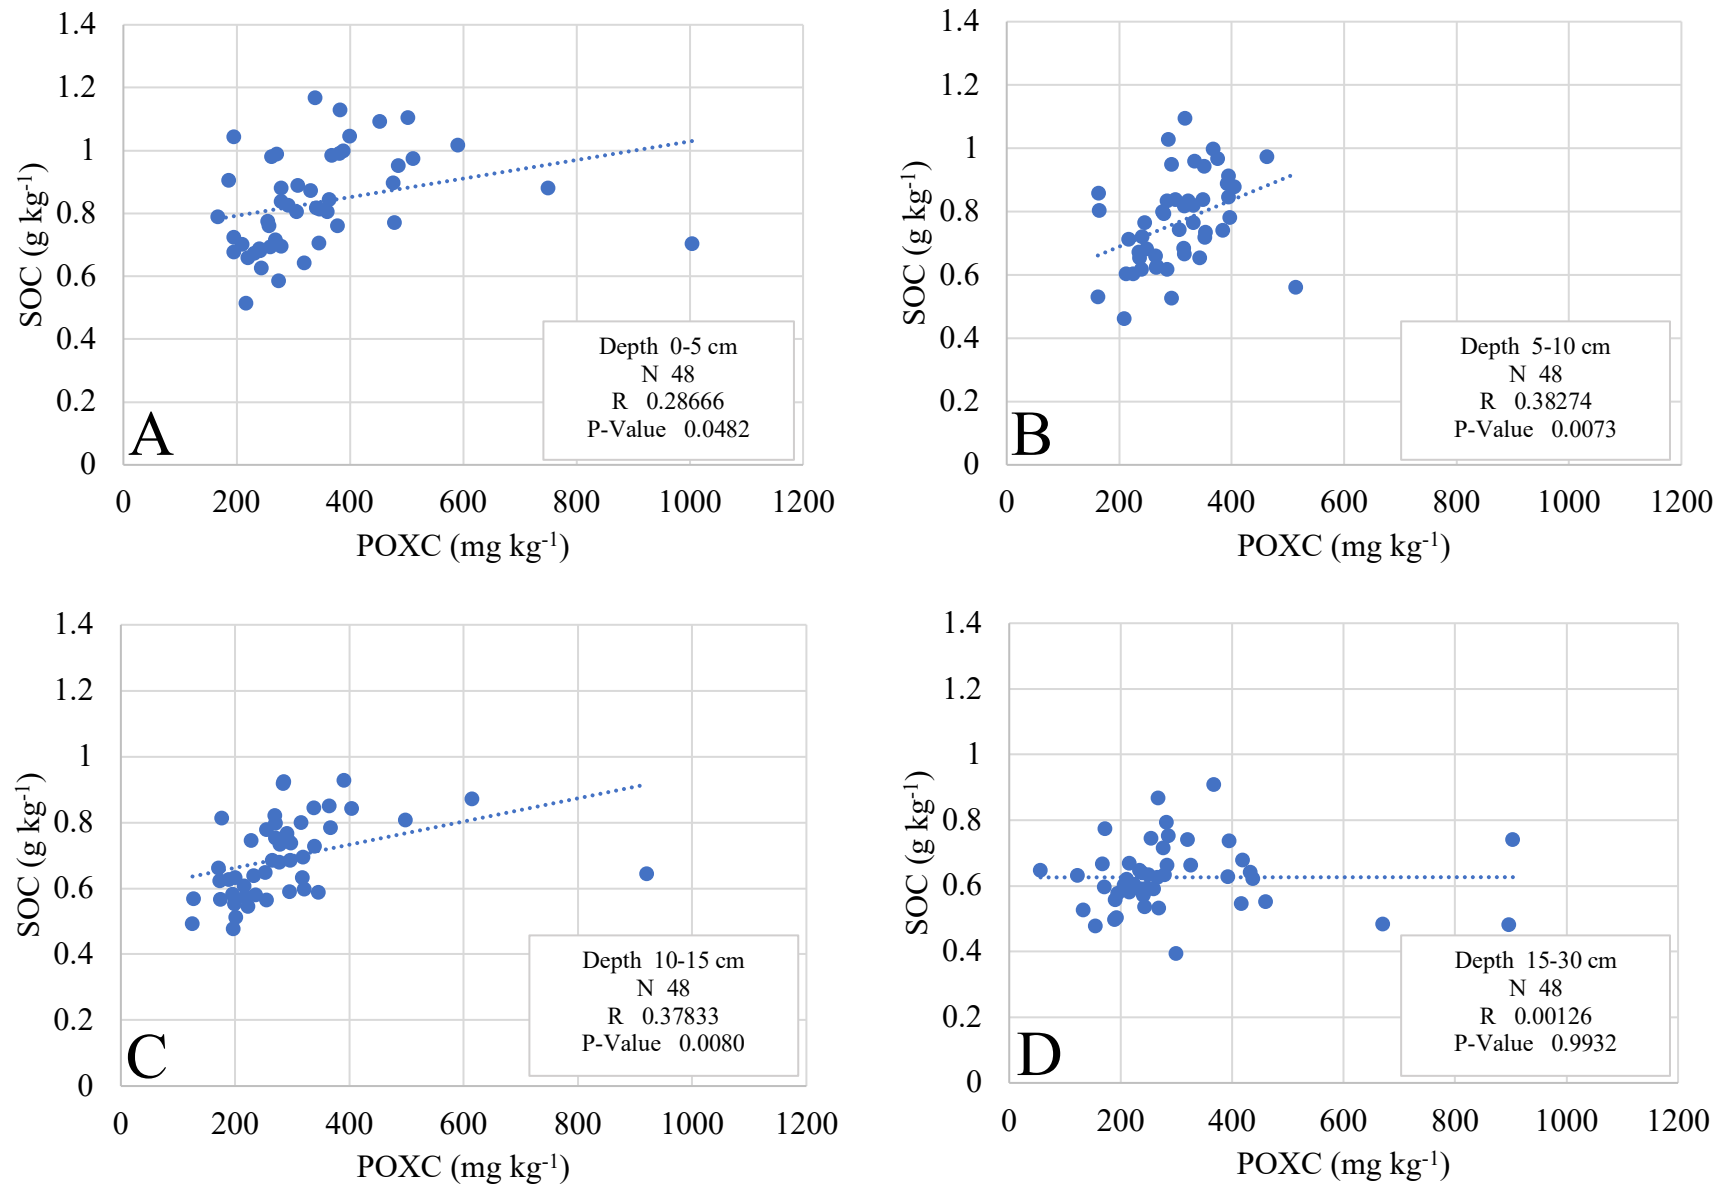 1.4
1.2
1
0.8
0.6
0.4
0.2
0
SOC (g kg-1)
Depth 0-5 cm
N 48
R 0.28666
P-Value 0.0482
A
0 200 400 600 800 1000 1200
POXC (mg kg-1)
1.4
1.2
1
0.8
0.6
0.4
0.2
0
SOC (g kg-1)
Depth 5-10 cm
N 48
R 0.38274
P-Value 0.0073
B
0 200 400 600 800 1000 1200
POXC (mg kg-1)
1.4
1.2
1
0.8
0.6
0.4
0.2
0
SOC (g kg-1)
Depth 10-15 cm
N 48
R 0.37833
P-Value 0.0080
C
0 200 400 600 800 1000 1200
POXC (mg kg-1)
1.4
1.2
1
0.8
0.6
0.4
0.2
0
SOC (g kg-1)
Depth 15-30 cm
N 48
R 0.00126
P-Value 0.9932
D
0 200 400 600 800 1000 1200
POXC (mg kg-1)